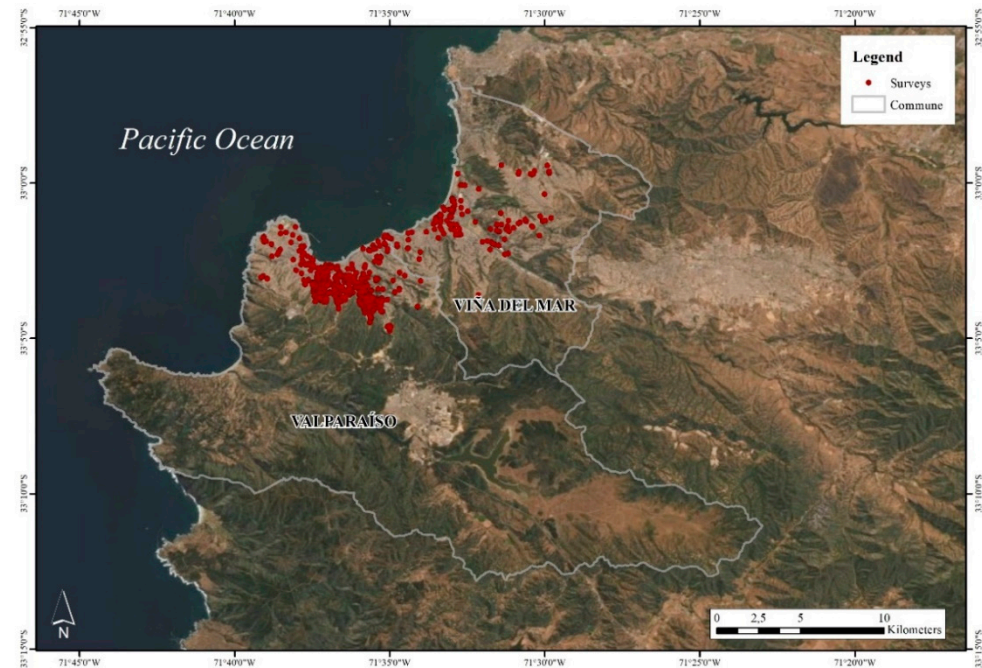 71°45'0"W 71°40'0"W 71°35'0"W 71°30'0"W 71°25'0"W 71°20'0"W
32°55'0"S 32°55'0"S
Legend
Surveys
Commune
Pacific Ocean
33°0'0"S 33°0'0"S
VIÑA DEL MAR
33°5'0"S 33°5'0"S
VALPARAÍSO
33°10'0"S 33°10'0"S
N
0 2,5 5 10
Kilometers
33°15'0"S 33°15'0"S
71°45'0"W 71°40'0"W 71°35'0"W 71°30'0"W 71°25'0"W 71°20'0"W